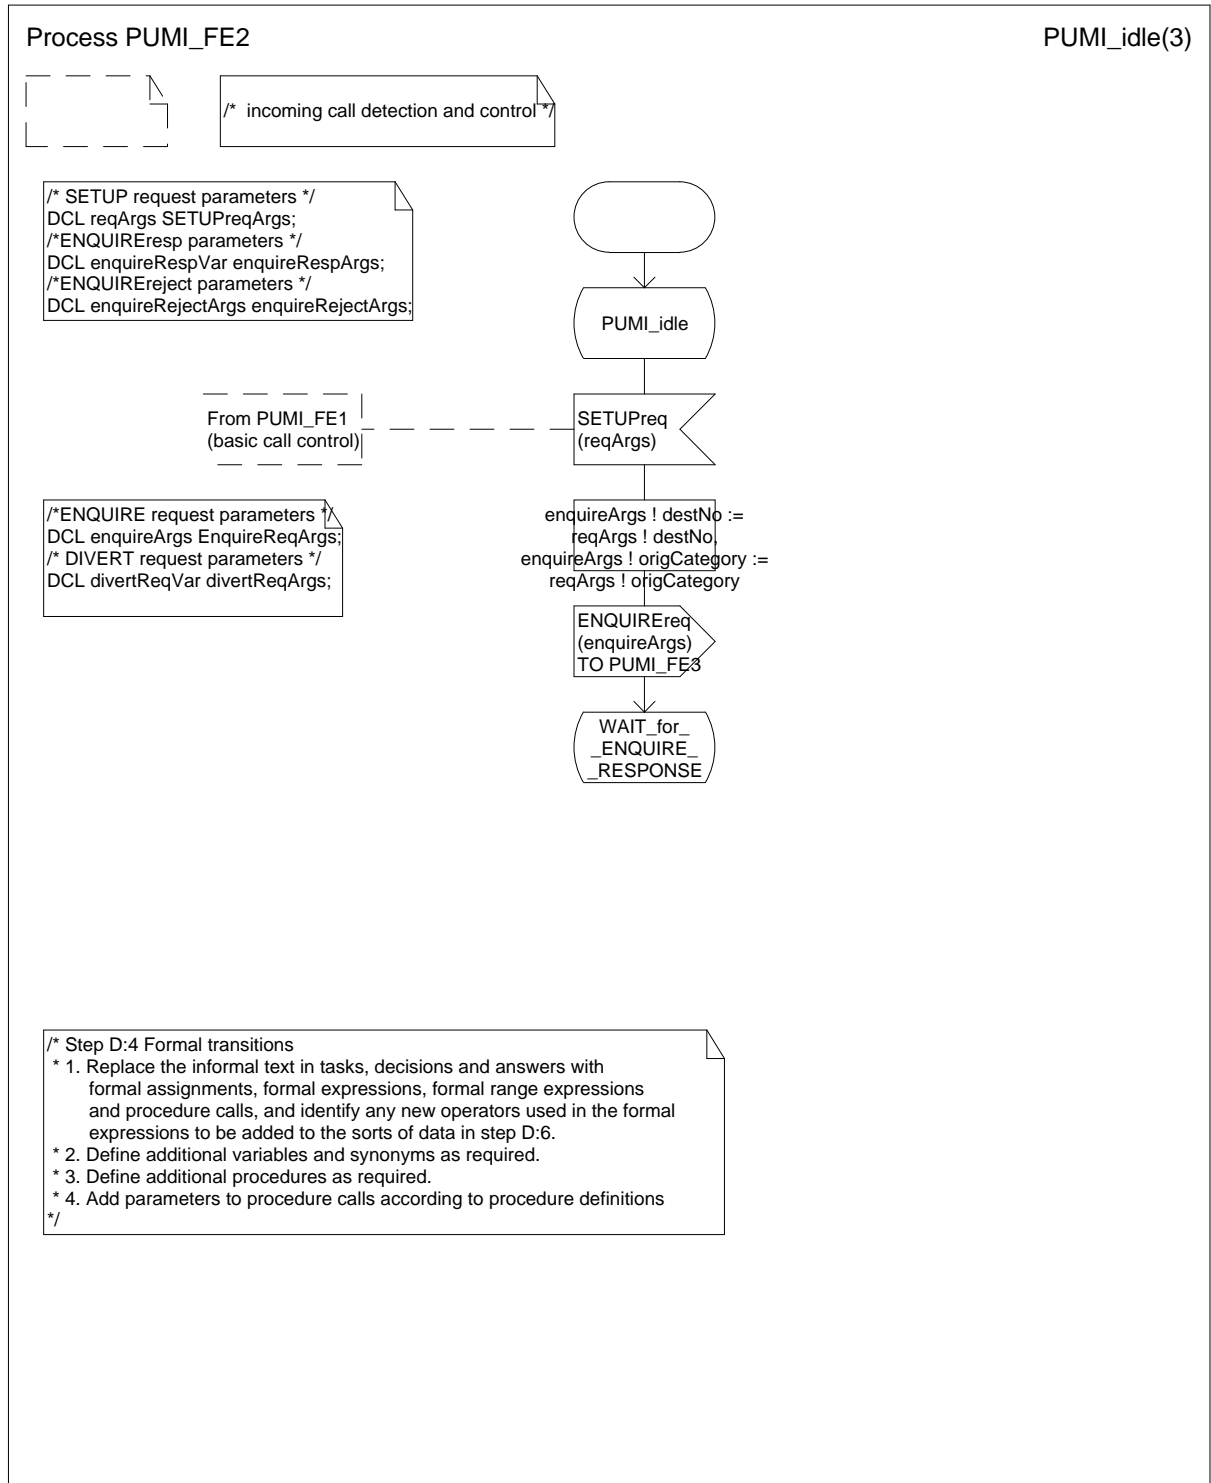 Process PUMI_FE2
PUMI_idle(3)
/*  incoming call detection and control */
/* SETUP request parameters */
DCL reqArgs SETUPreqArgs;
/*ENQUIREresp parameters */
DCL enquireRespVar enquireRespArgs;
/*ENQUIREreject parameters */
DCL enquireRejectArgs enquireRejectArgs;
PUMI_idle
From PUMI_FE1
(basic call control)
SETUPreq
(reqArgs)
/*ENQUIRE request parameters */
DCL enquireArgs EnquireReqArgs;
/* DIVERT request parameters */
DCL divertReqVar divertReqArgs;
enquireArgs ! destNo :=
reqArgs ! destNo,
enquireArgs ! origCategory :=
reqArgs ! origCategory
ENQUIREreq
(enquireArgs)
TO PUMI_FE3
WAIT_for_
_ENQUIRE_
_RESPONSE
/* Step D:4 Formal transitions
* 1. Replace the informal text in tasks, decisions and answers with
formal assignments, formal expressions, formal range expressions
and procedure calls, and identify any new operators used in the formal
expressions to be added to the sorts of data in step D:6.
* 2. Define additional variables and synonyms as required.
* 3. Define additional procedures as required.
* 4. Add parameters to procedure calls according to procedure definitions
*/